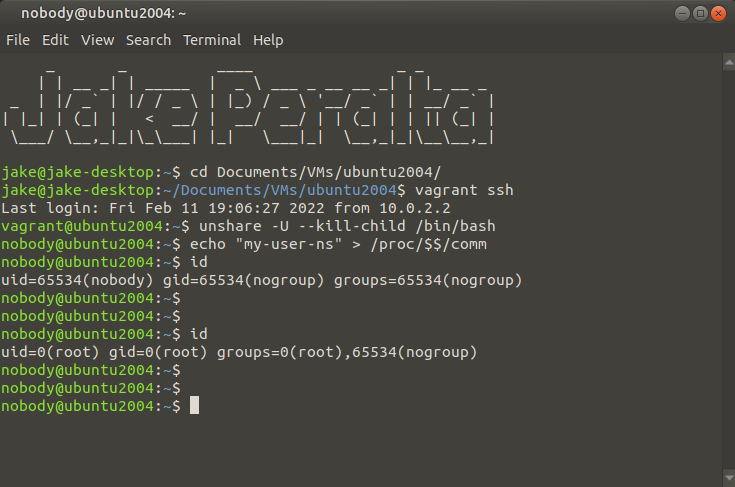 nobody@ubuntu2004: ~
File Edit View Search Terminal Help
Jake Peralta
jake@jake-desktop:~$ cd Documents/VMs/ubuntu2004/
jake@jake-desktop:~/Documents/VMs/ubuntu2004$ vagrant ssh
Last login: Fri Feb 11 19:06:27 2022 from 10.0.2.2
vagrant@ubuntu2004:~$ unshare -U --kill-child /bin/bash
nobody@ubuntu2004:~$ echo "my-user-ns" > /proc/$$/comm
nobody@ubuntu2004:~$ id
uid=65534(nobody) gid=65534(nogroup) groups=65534(nogroup)
nobody@ubuntu2004:~$
nobody@ubuntu2004:~$
nobody@ubuntu2004:~$ id
uid=0(root) gid=0(root) groups=0(root),65534(nogroup)
nobody@ubuntu2004:~$
nobody@ubuntu2004:~$
nobody@ubuntu2004:~$